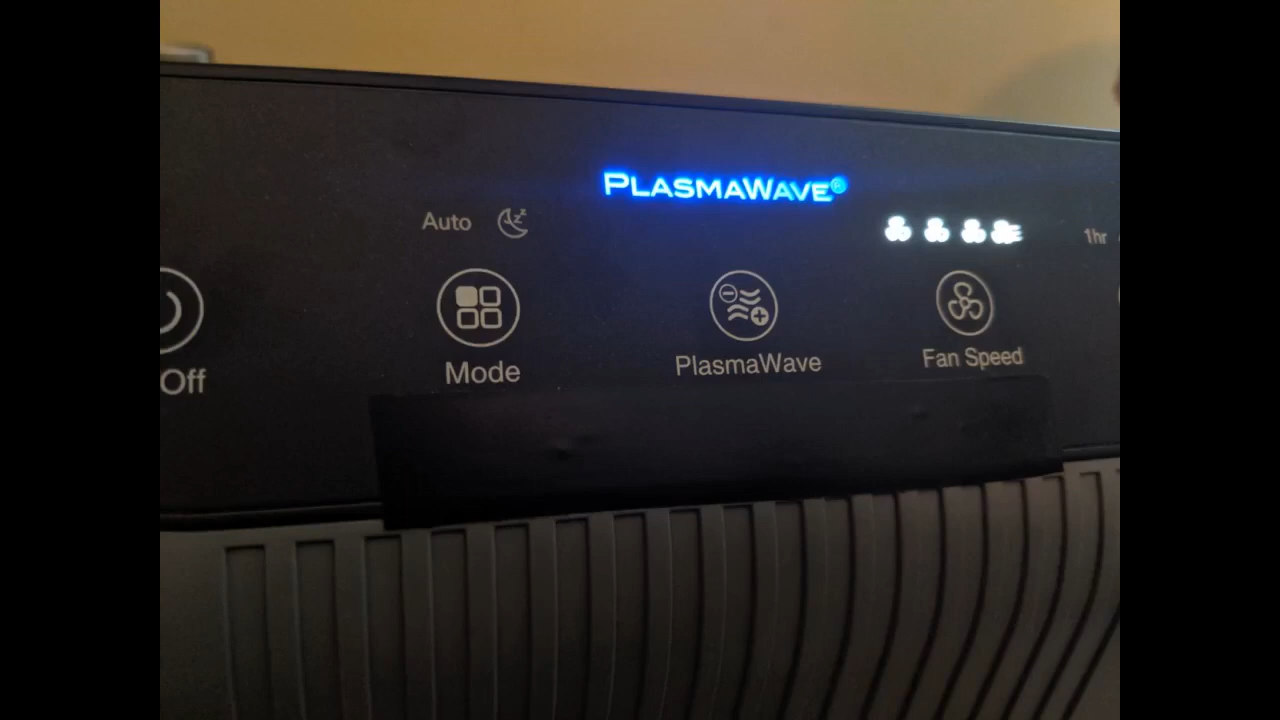 PLASMAWAVE®
Auto
1hr
Off
Mode
PlasmaWave
Fan Speed